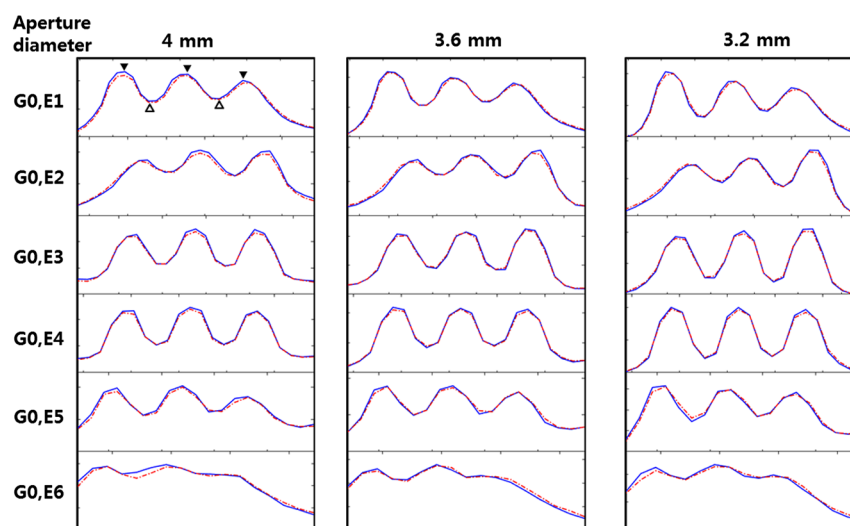 Aperture
diameter
4 mm
3.6 mm
3.2 mm
G0,E1
G0,E2
G0,E3
G0,E4
G0,E5
G0,E6